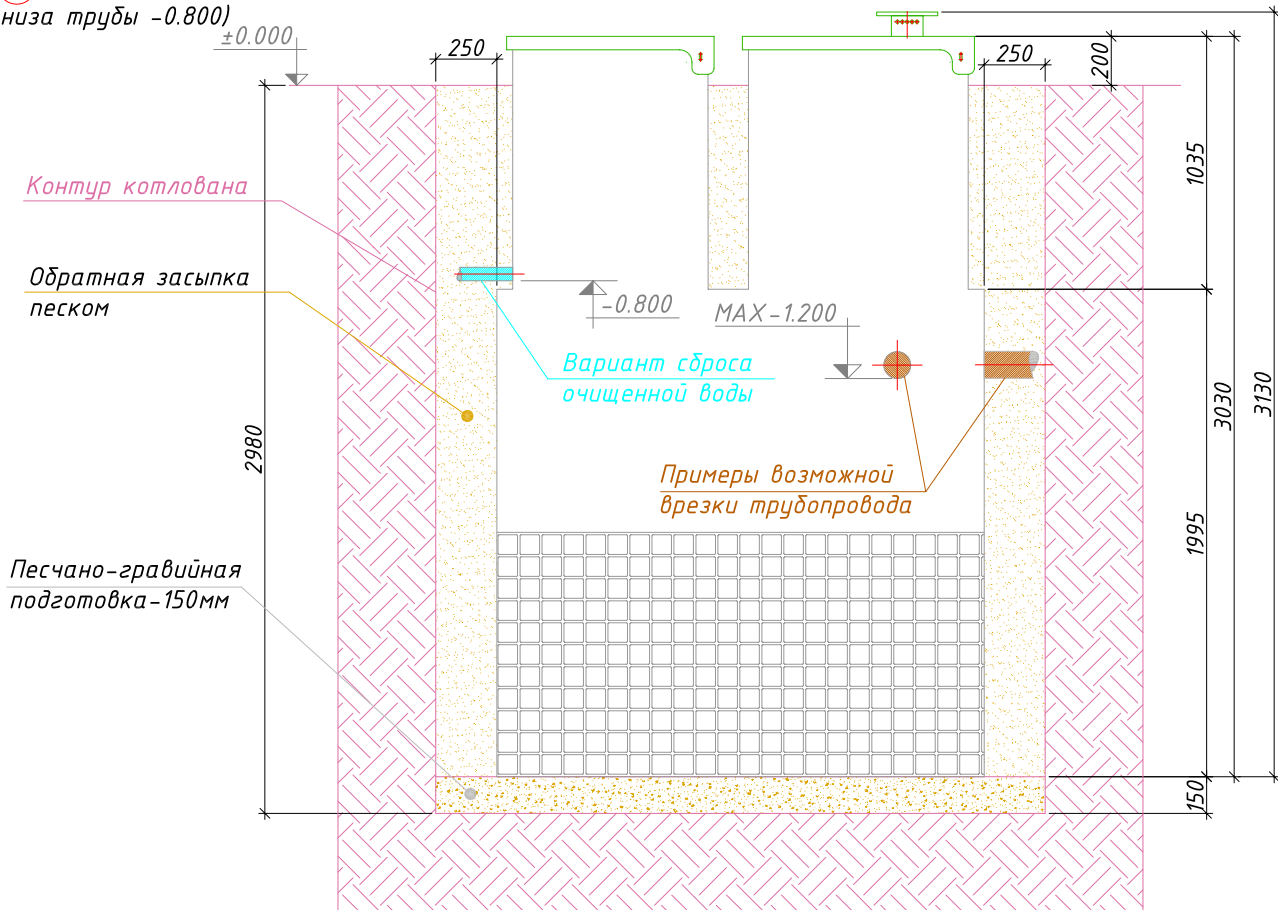 низа трубы -0.800)
±0.000
250
250
200
1035
Контур котлована
Обратная засыпка
песком
-0.800
MAX-1.200
Вариант сброса
очищенной воды
3030
3130
2980
Примеры возможной
врезки трубопровода
1995
Песчано-гравийная
подготовка-150мм
150